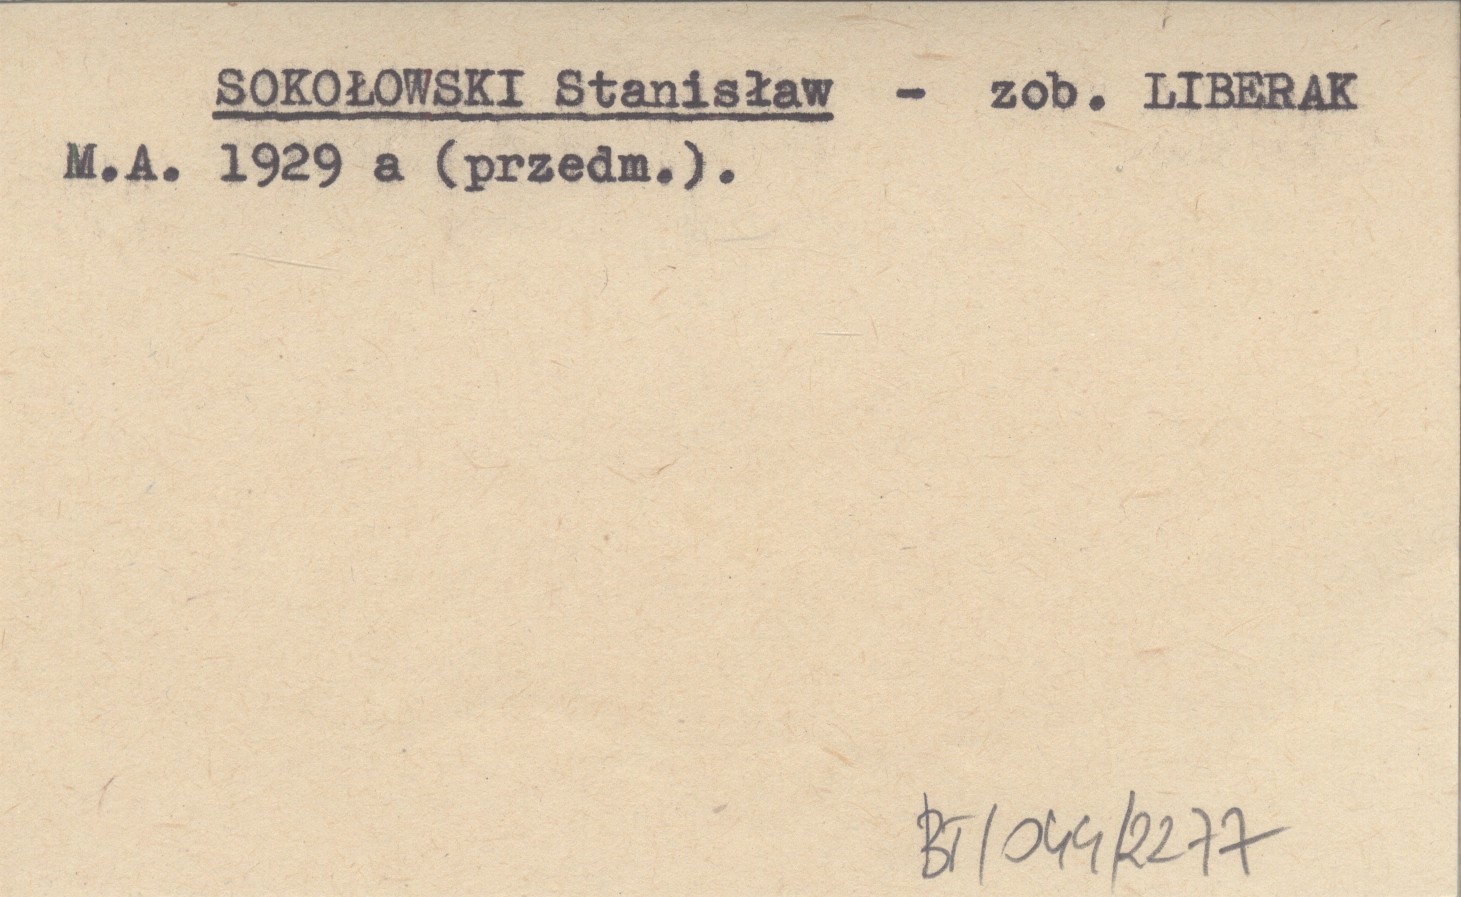 SOKOŁOWSKI Stanisław - zob. LIBERAK
M.A. 1929 a (przedm.).
BT/044/2277